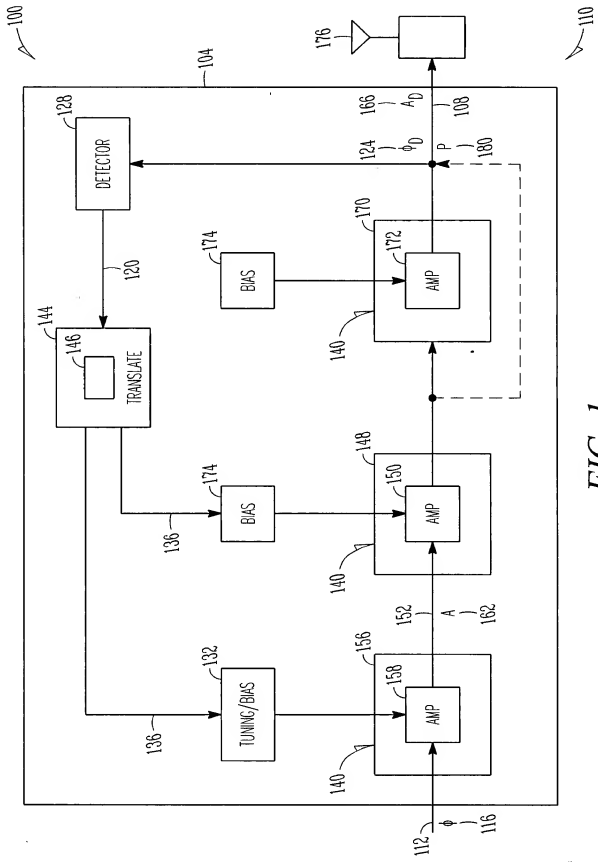 100
104
128
DETECTOR
120
144
146
TRANSLATE
136
136
132
TUNING/BIAS
174
BIAS
174
BIAS
176
140
156
158
AMP
140
148
150
AMP
140
170
172
AMP
124
ΦD
166
AD
P
180
108
112
Φ
116
152
A
162
110
FIG. 1